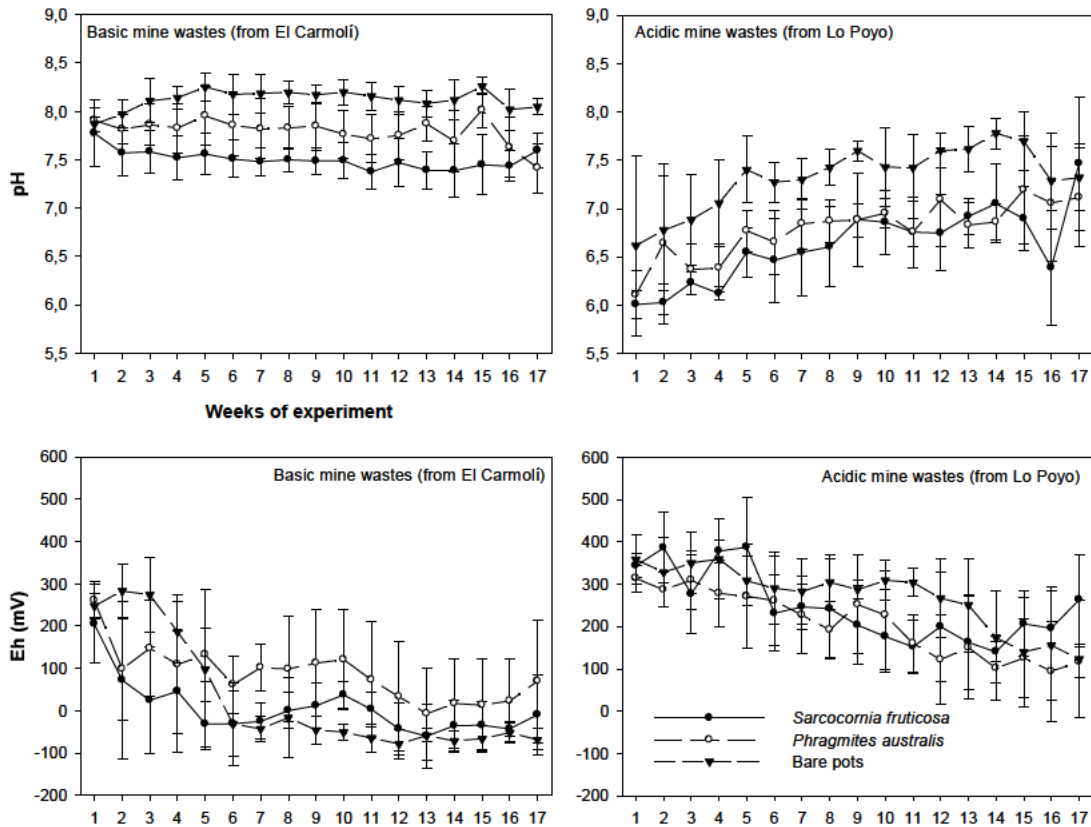 Basic mine wastes (from El Carmolí)
pH
9,0
8,5
8,0
7,5
7,0
6,5
6,0
5,5
1 2 3 4 5 6 7 8 9 10 11 12 13 14 15 16 17
Weeks of experiment
Acidic mine wastes (from Lo Poyo)
9,0
8,5
8,0
7,5
7,0
6,5
6,0
5,5
1 2 3 4 5 6 7 8 9 10 11 12 13 14 15 16 17
Basic mine wastes (from El Carmolí)
Eh (mV)
600
500
400
300
200
100
0
-100
-200
1 2 3 4 5 6 7 8 9 10 11 12 13 14 15 16 17
Acidic mine wastes (from Lo Poyo)
600
500
400
300
200
100
0
-100
-200
Sarcocornia fruticosa
Phragmites australis
Bare pots
1 2 3 4 5 6 7 8 9 10 11 12 13 14 15 16 17